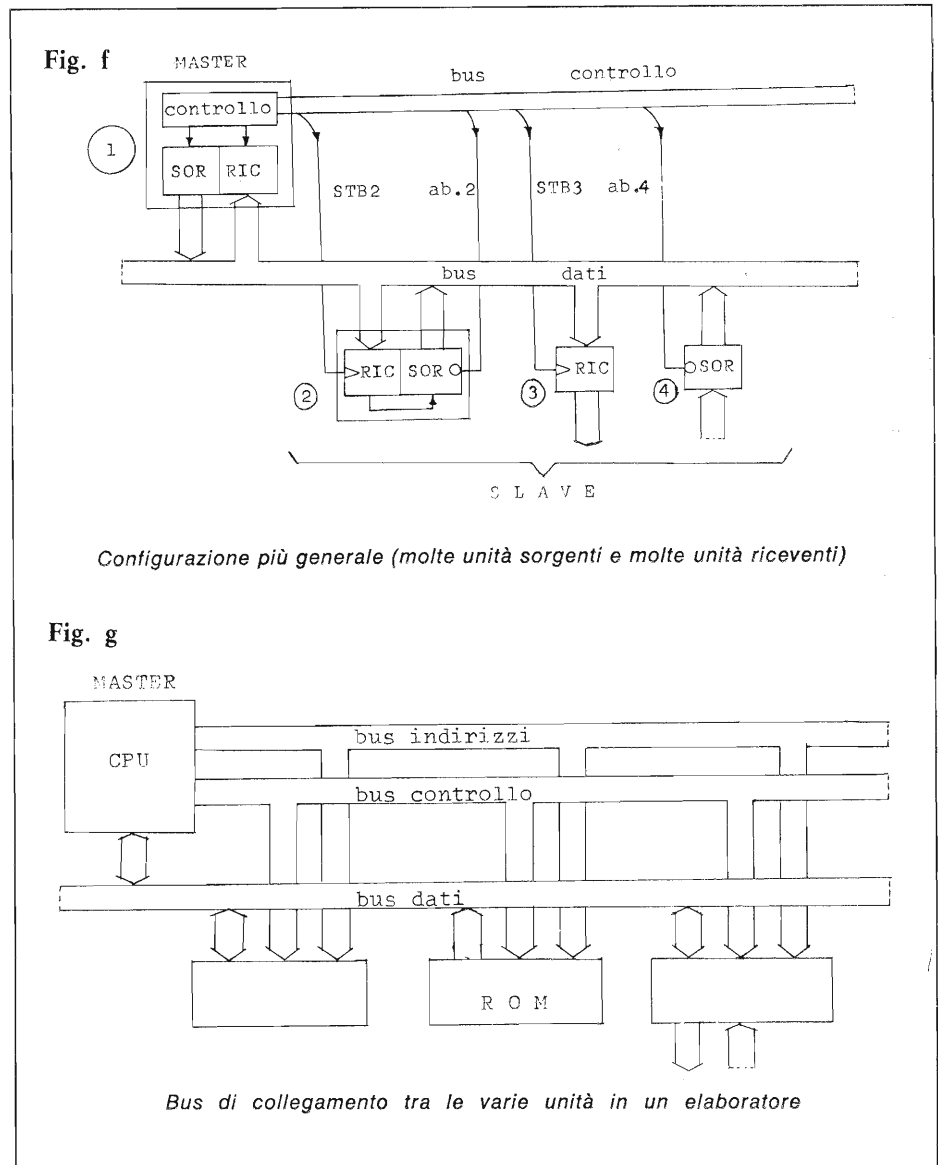 Fig. f
MASTER
bus controllo
controllo
1
SOR RIC
STB2 ab.2 STB3 ab.4
bus dati
RIC SOR RIC SOR
2 3 4
S L A V E
Configurazione più generale (molte unità sorgenti e molte unità riceventi)
Fig. g
MASTER
bus indirizzi
CPU
bus controllo
bus dati
R O M
Bus di collegamento tra le varie unità in un elaboratore